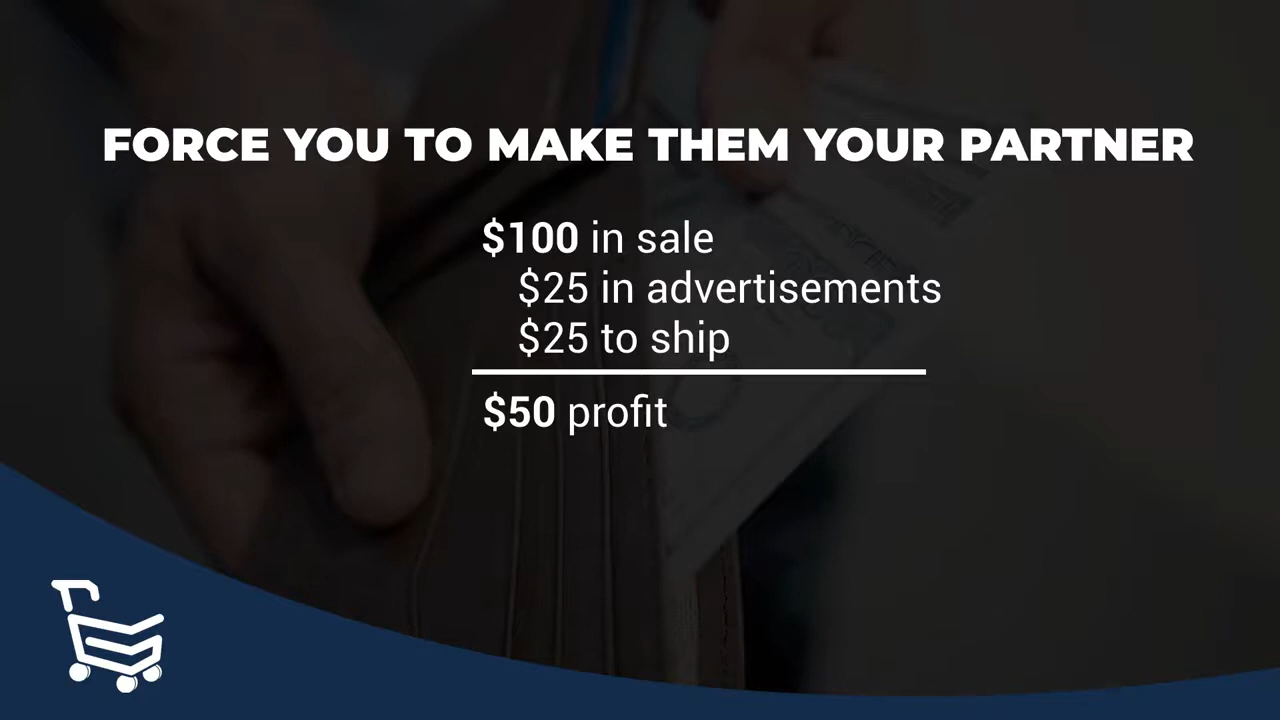 FORCE YOU TO MAKE THEM YOUR PARTNER
$100 in sale
$25 in advertisements
$25 to ship
$50 profit